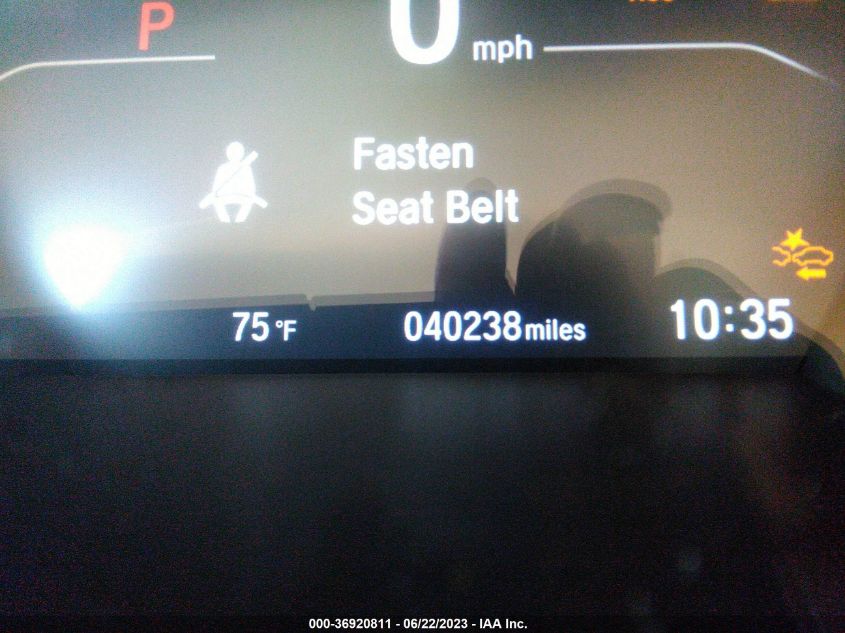 P
0 mph
Fasten
Seat Belt
75 °F 040238 miles 10:35
000-36920811 - 06/22/2023 - IAA Inc.